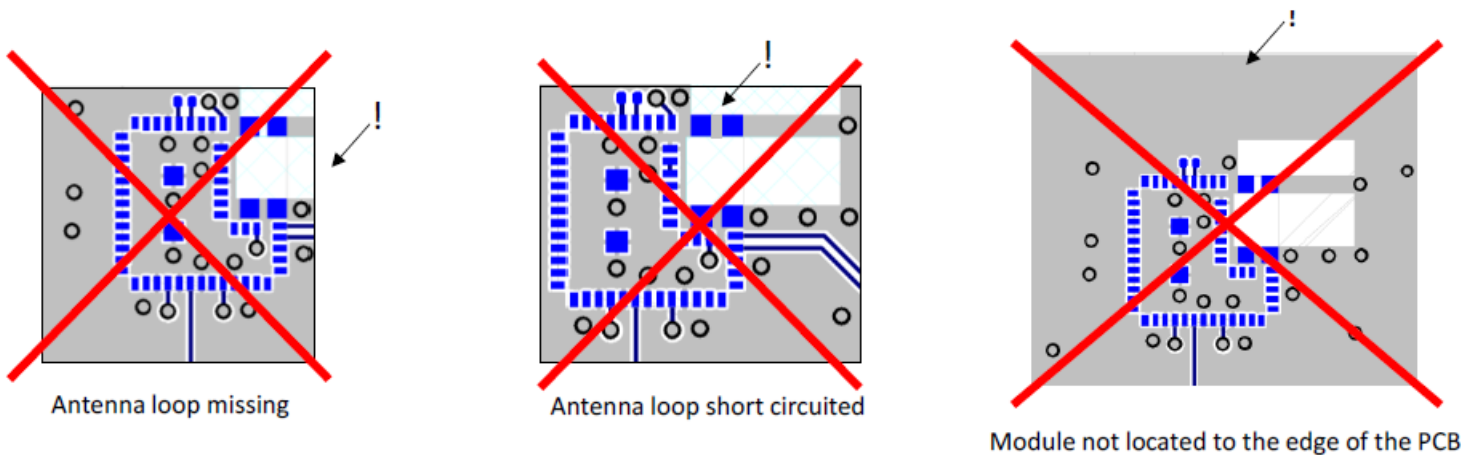 !
!
!
Antenna loop missing
Antenna loop short circuited
Module not located to the edge of the PCB